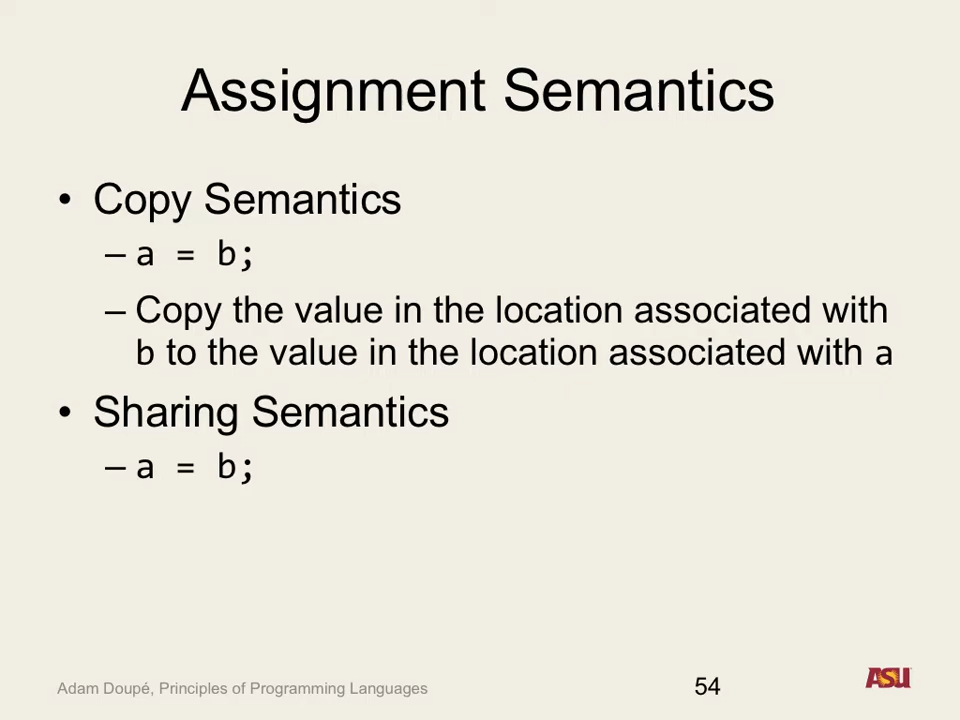 Assignment Semantics
• Copy Semantics
– a = b;
– Copy the value in the location associated with
b to the value in the location associated with a
• Sharing Semantics
– a = b;
Adam Doupé, Principles of Programming Languages
54
ASU